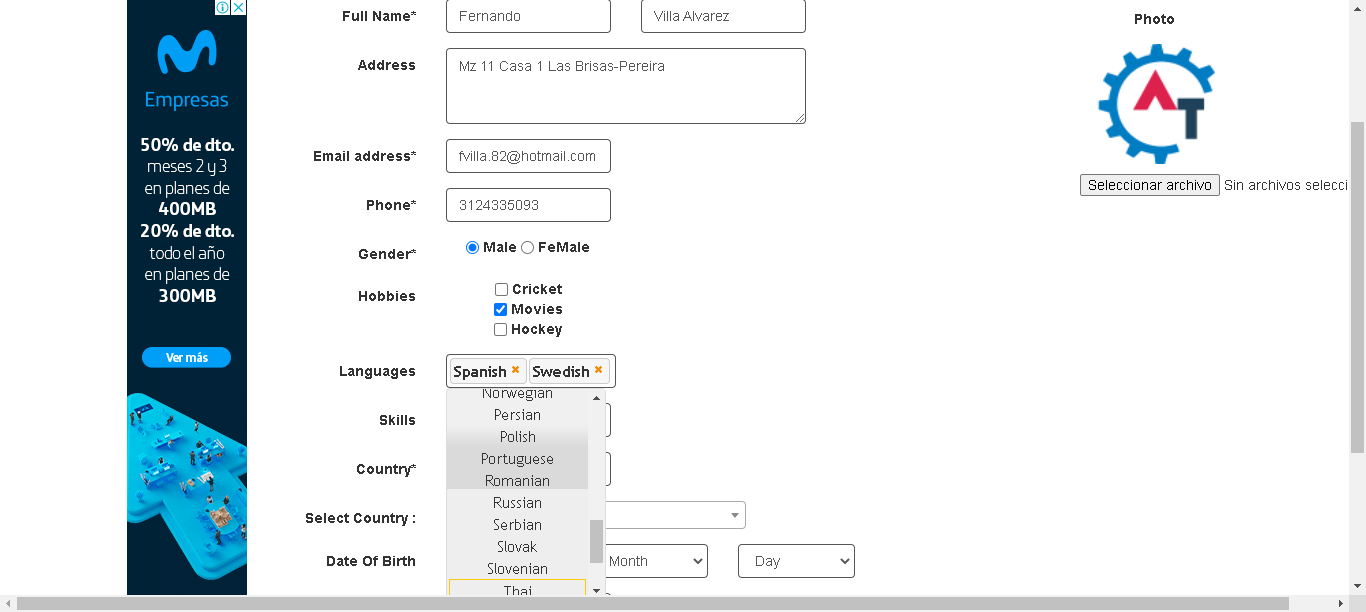 Empresas
50% de dto.
meses 2 y 3
en planes de
400MB
20% de dto.
todo el año
en planes de
300MB
Ver más
Full Name*
Fernando
Villa Alvarez
Address
Mz 11 Casa 1 Las Brisas-Pereira
Email address*
fvilla.82@hotmail.com
Phone*
3124335093
Gender*
Male
FeMale
Hobbies
Cricket
Movies
Hockey
Languages
Spanish
Swedish
Norwegian
Persian
Polish
Portuguese
Romanian
Russian
Serbian
Slovak
Slovenian
Thai
Skills
Country*
Select Country :
Date Of Birth
Month
Day
Photo
AT
Seleccionar archivo
Sin archivos selecci